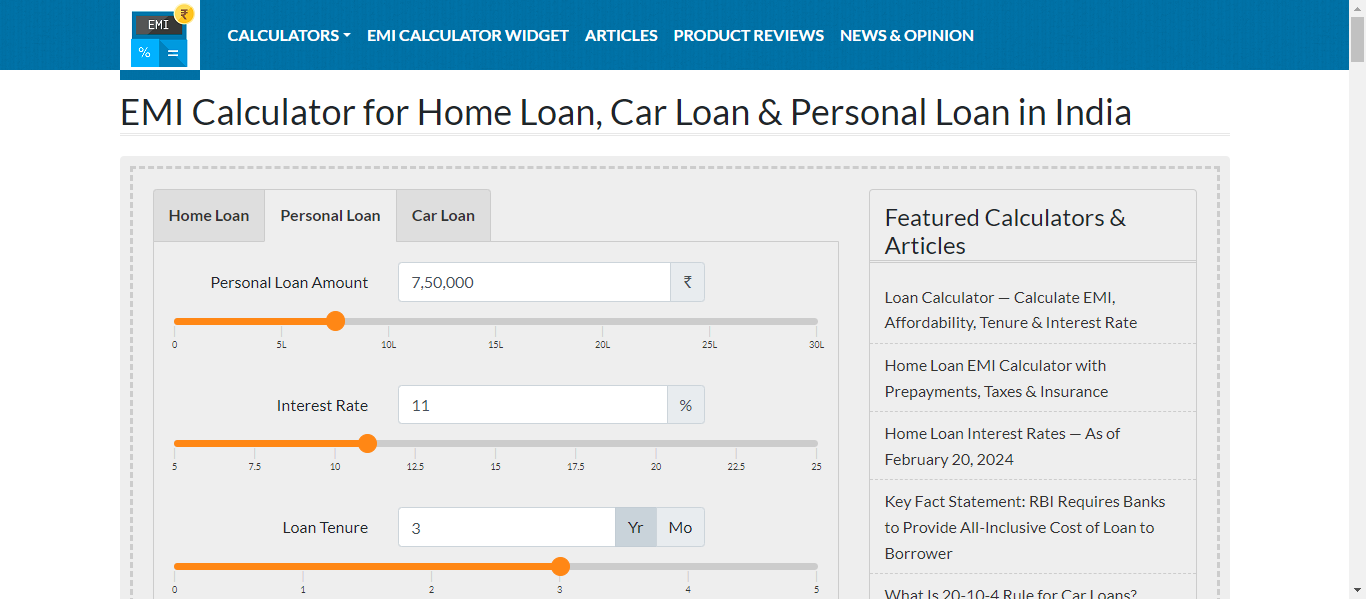 EMI
₹
%
=
CALCULATORS
EMI CALCULATOR WIDGET
ARTICLES
PRODUCT REVIEWS
NEWS & OPINION
EMI Calculator for Home Loan, Car Loan & Personal Loan in India
Home Loan
Personal Loan
Car Loan
Personal Loan Amount
7,50,000
₹
0
5L
10L
15L
20L
25L
30L
Interest Rate
11
%
5
7.5
10
12.5
15
17.5
20
22.5
25
Loan Tenure
3
Yr
Mo
0
1
2
3
4
5
Featured Calculators &
Articles
Loan Calculator — Calculate EMI,
Affordability, Tenure & Interest Rate
Home Loan EMI Calculator with
Prepayments, Taxes & Insurance
Home Loan Interest Rates — As of
February 20, 2024
Key Fact Statement: RBI Requires Banks
to Provide All-Inclusive Cost of Loan to
Borrower
What Is 20-10-4 Rule for Car Loans?